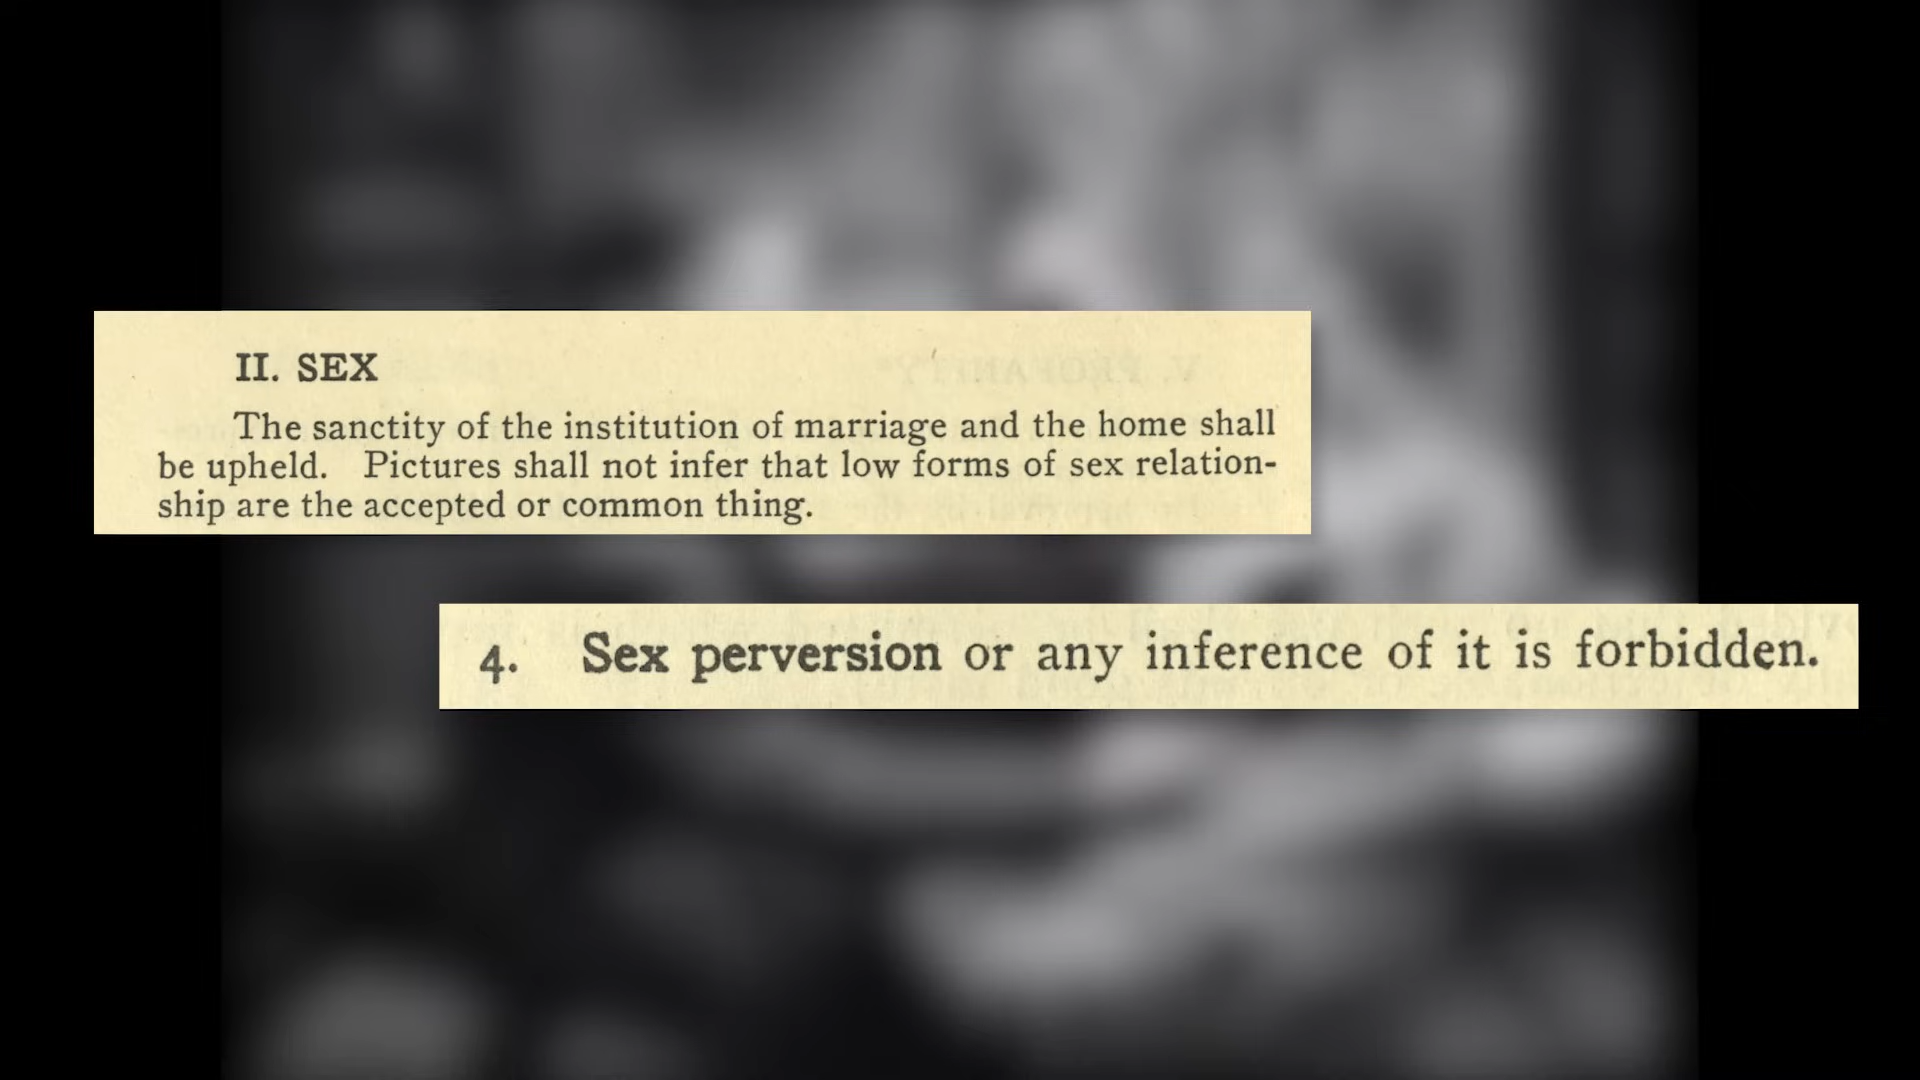 II. SEX
The sanctity of the institution of marriage and the home shall
be upheld. Pictures shall not infer that low forms of sex relation-
ship are the accepted or common thing.
4. Sex perversion or any inference of it is forbidden.